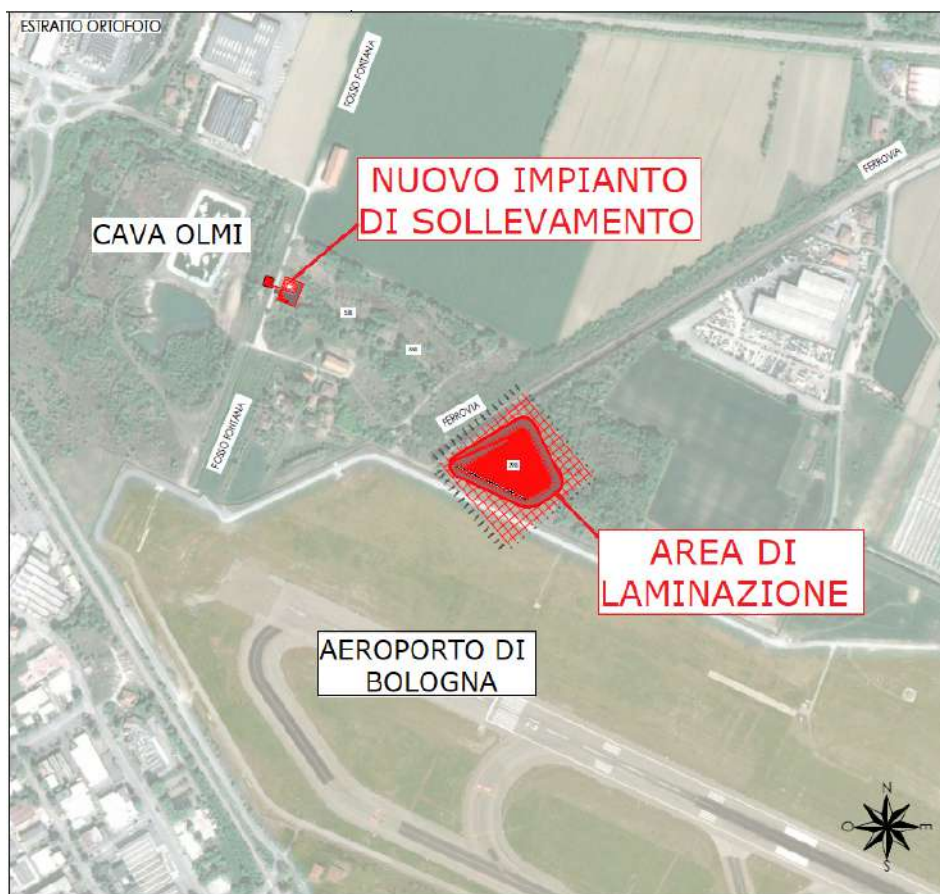 ESTRATTO ORTOFOTO
FOSSO FONTANA
NUOVO IMPIANTO
DI SOLLEVAMENTO
FERROVIA
CAVA OLMI
FERROVIA
FOSSO FONTANA
AREA DI
LAMINAZIONE
AEROPORTO DI
BOLOGNA
N
O
E
S